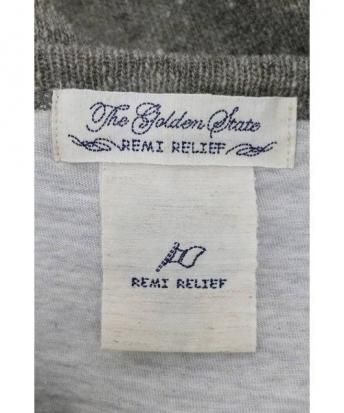 The Golden State
REMI RELIEF
REMI RELIEF